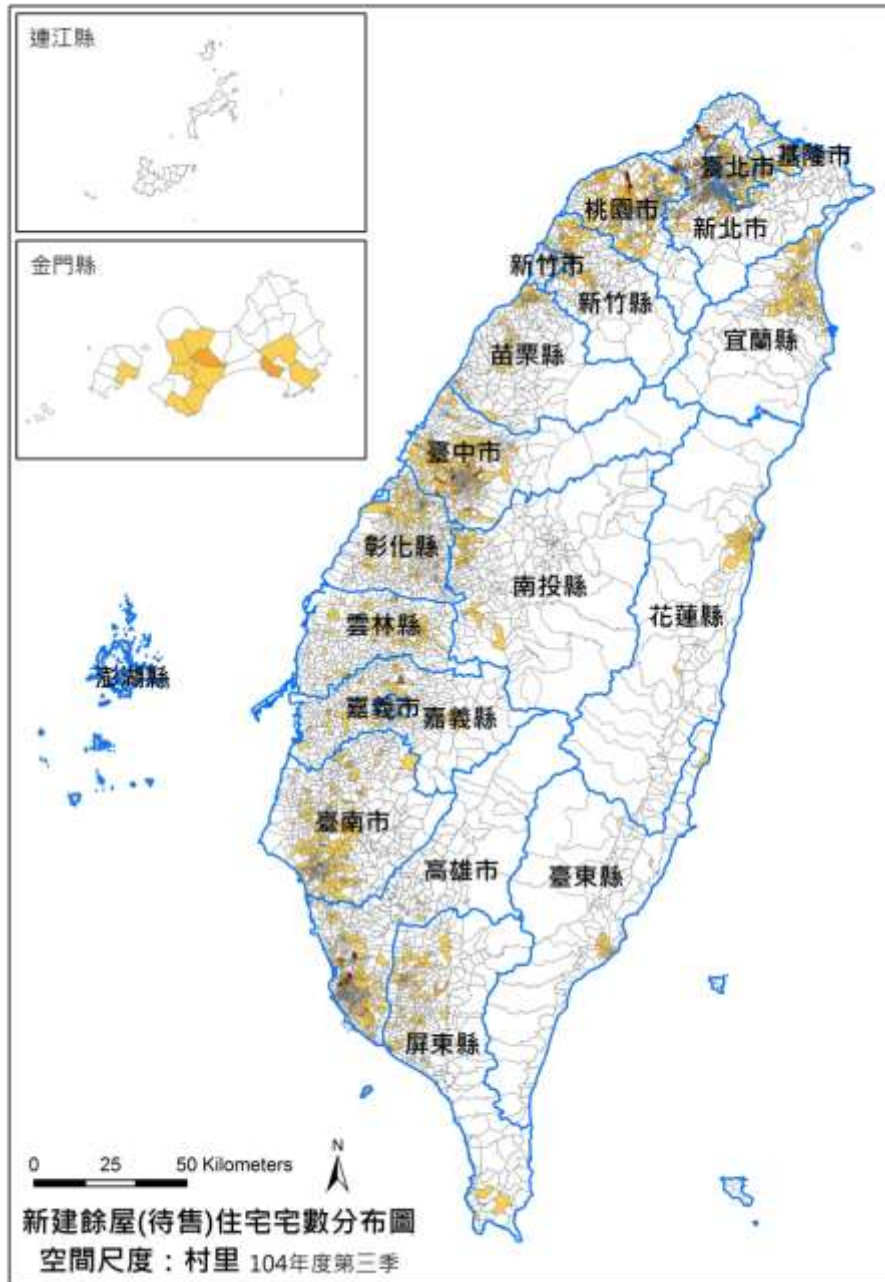 連江縣
金門縣
基隆市
臺北市
桃園市
新北市
新竹市
新竹縣
宜蘭縣
苗栗縣
臺中市
彰化縣
南投縣
花蓮縣
雲林縣
澎湖縣
嘉義市
嘉義縣
臺南市
高雄市
臺東縣
屏東縣
N
0 25 50 Kilometers
新建餘屋(待售)住宅宅數分布圖
空間尺度：村里 104年度第三季